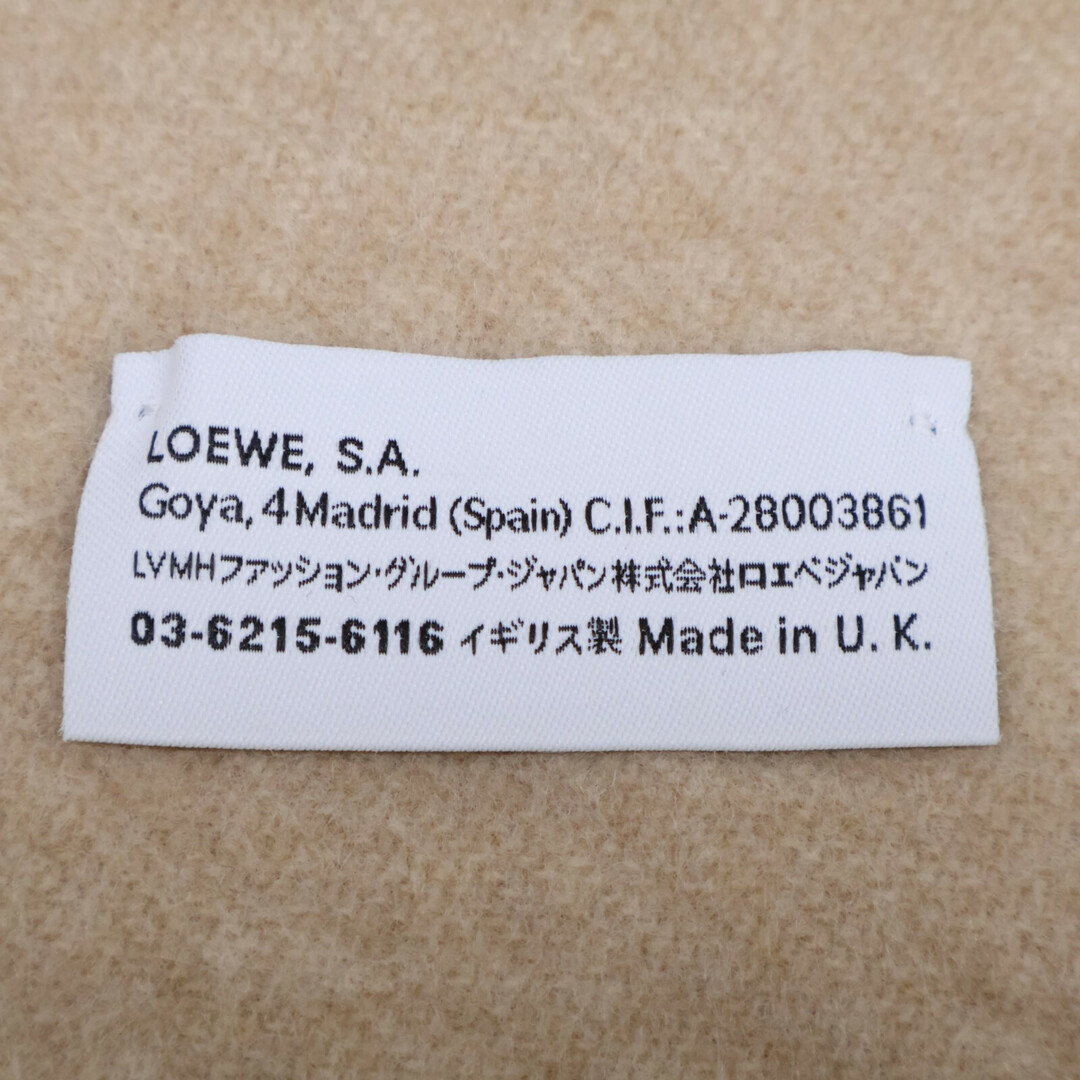 LOEWE, S.A.
Goya, 4 Madrid (Spain) C.I.F.: A-28003861
LVMHファッション・グループ・ジャパン株式会社ロエベジャパン
03-6215-6116 イギリス製 Made in U. K.